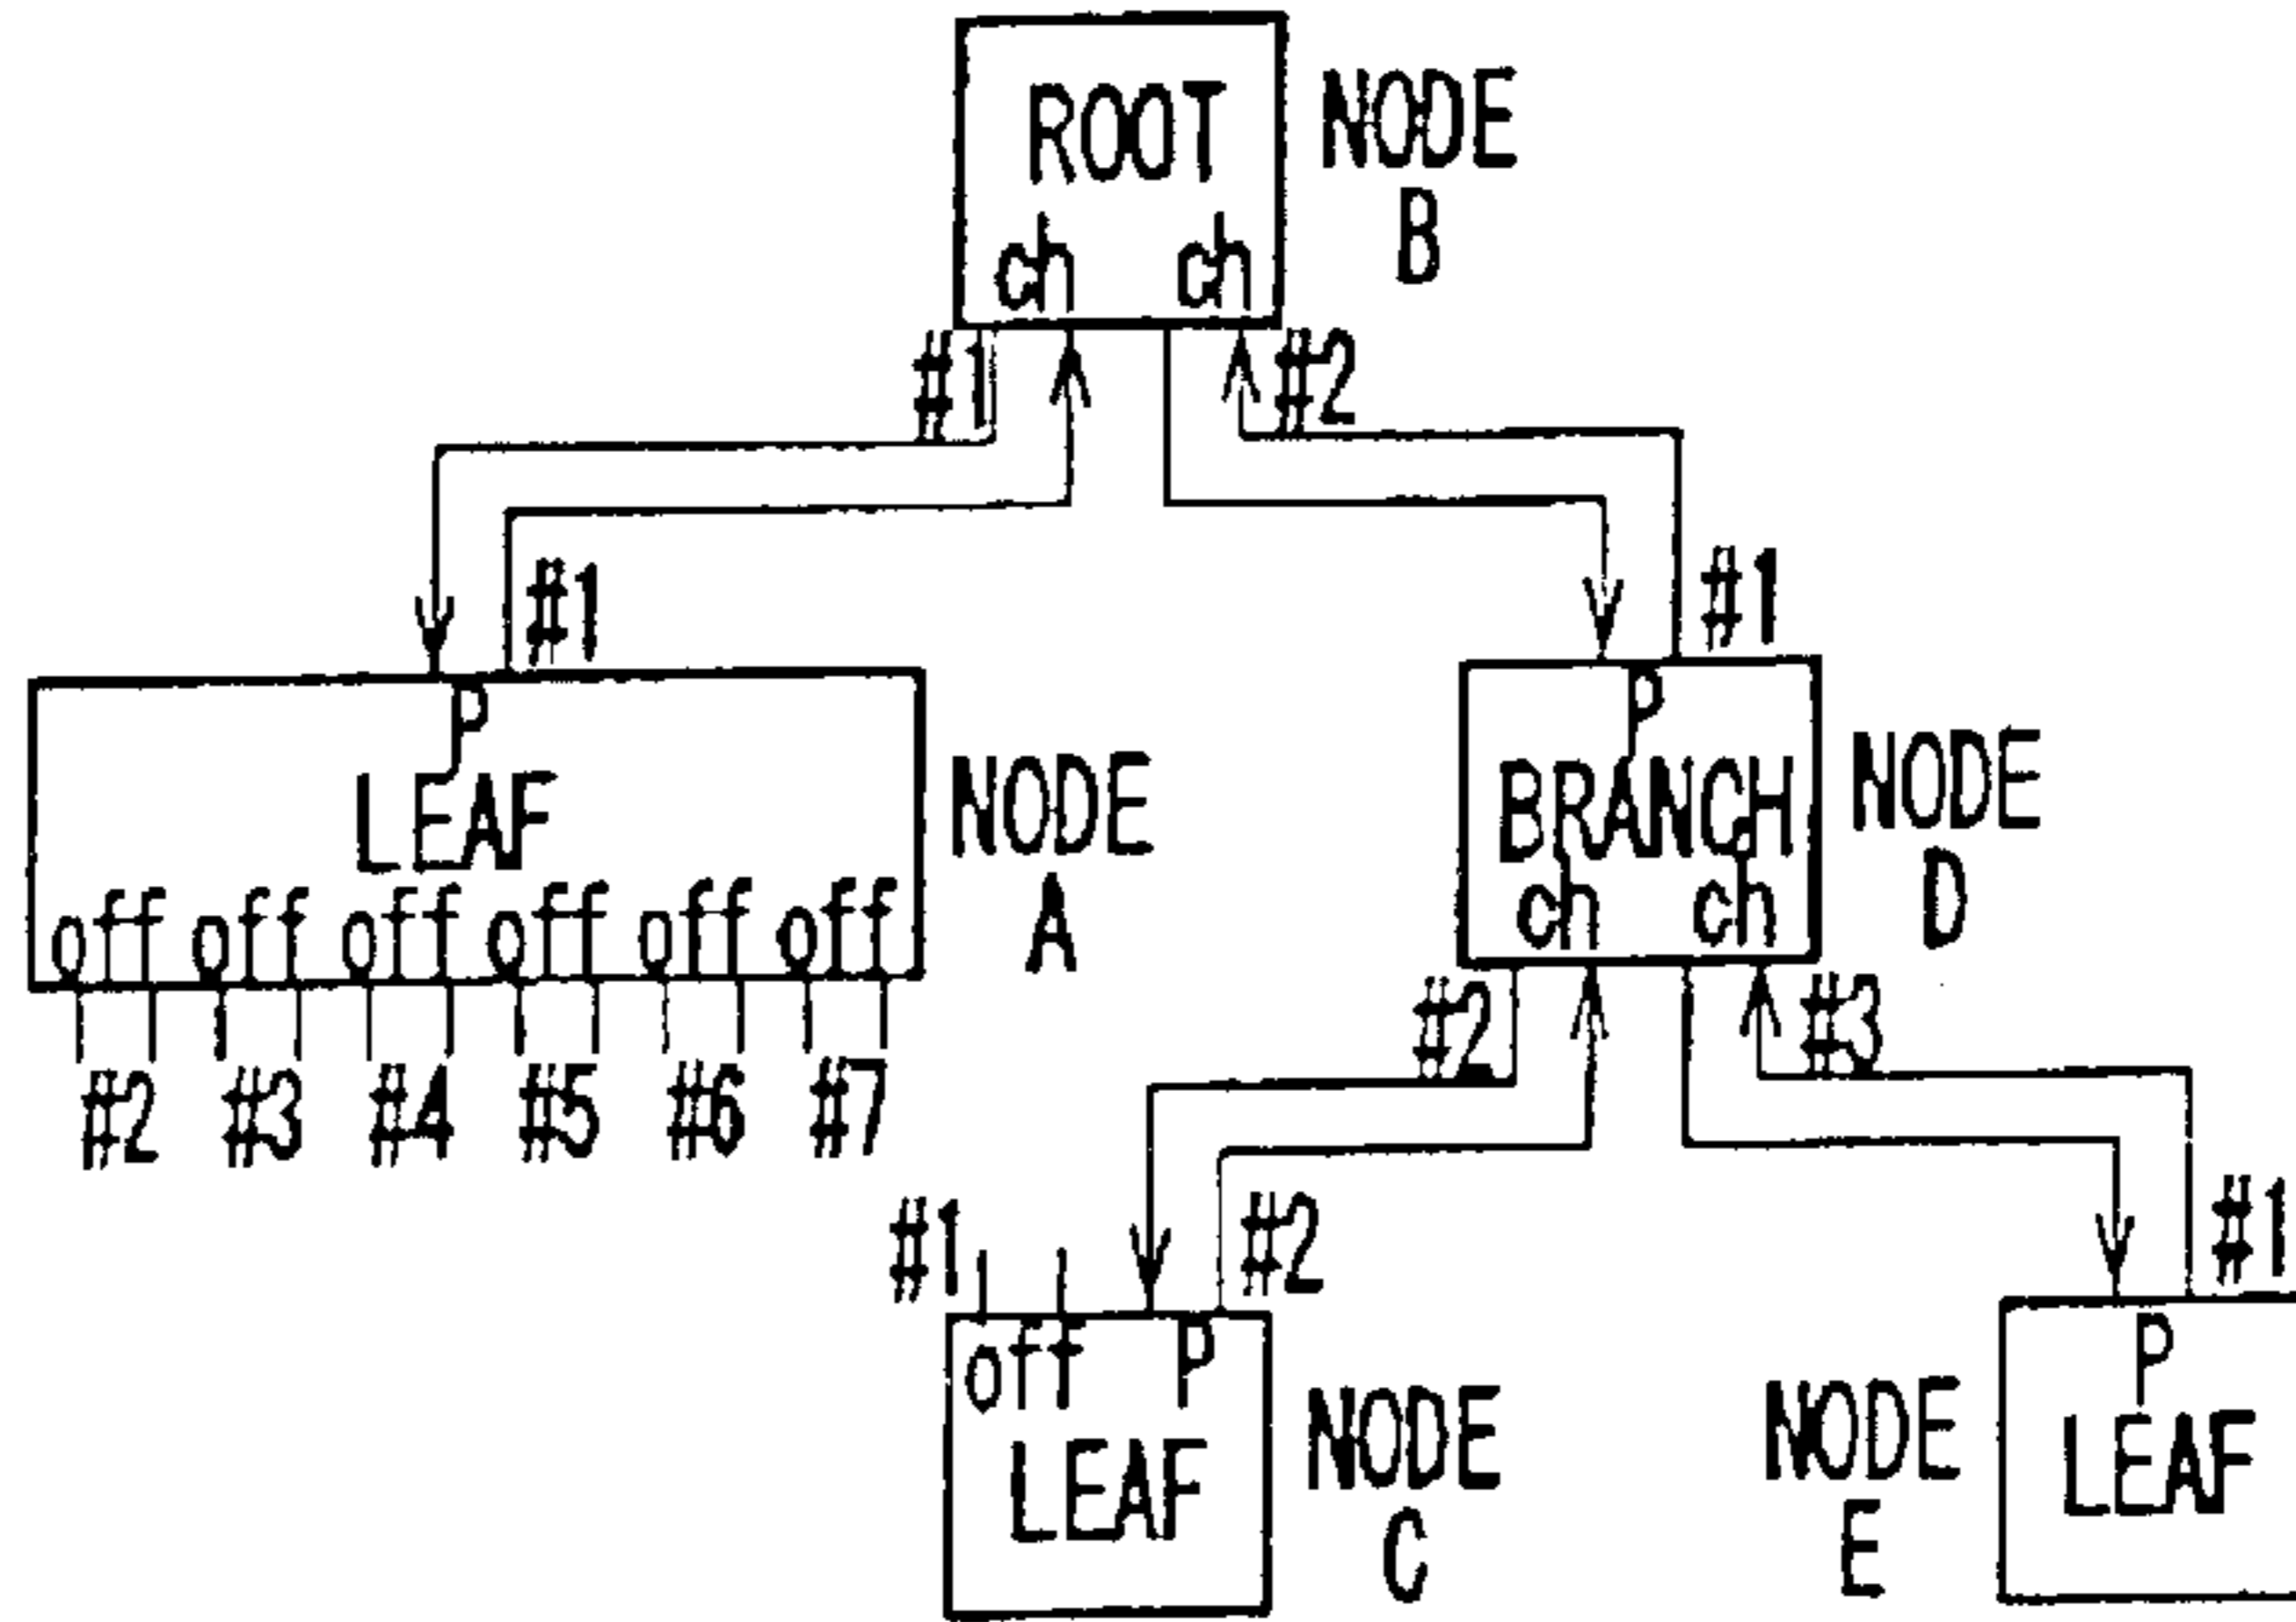 ROOT NODE
B
ch ch
#1 #2
#1 #1
P P
LEAF NODE BRANCH NODE
A D
off off off off off off ch ch
#2 #3
#2 #3 #4 #5 #6 #7
#1 #2 #1
off P P
LEAF NODE NODE LEAF
C E